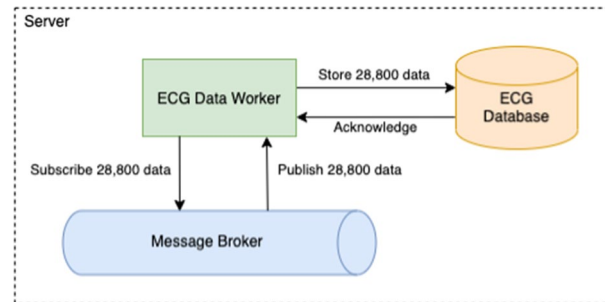 Server
Store 28,800 data
ECG Data Worker
ECG
Database
Acknowledge
Subscribe 28,800 data
Publish 28,800 data
Message Broker